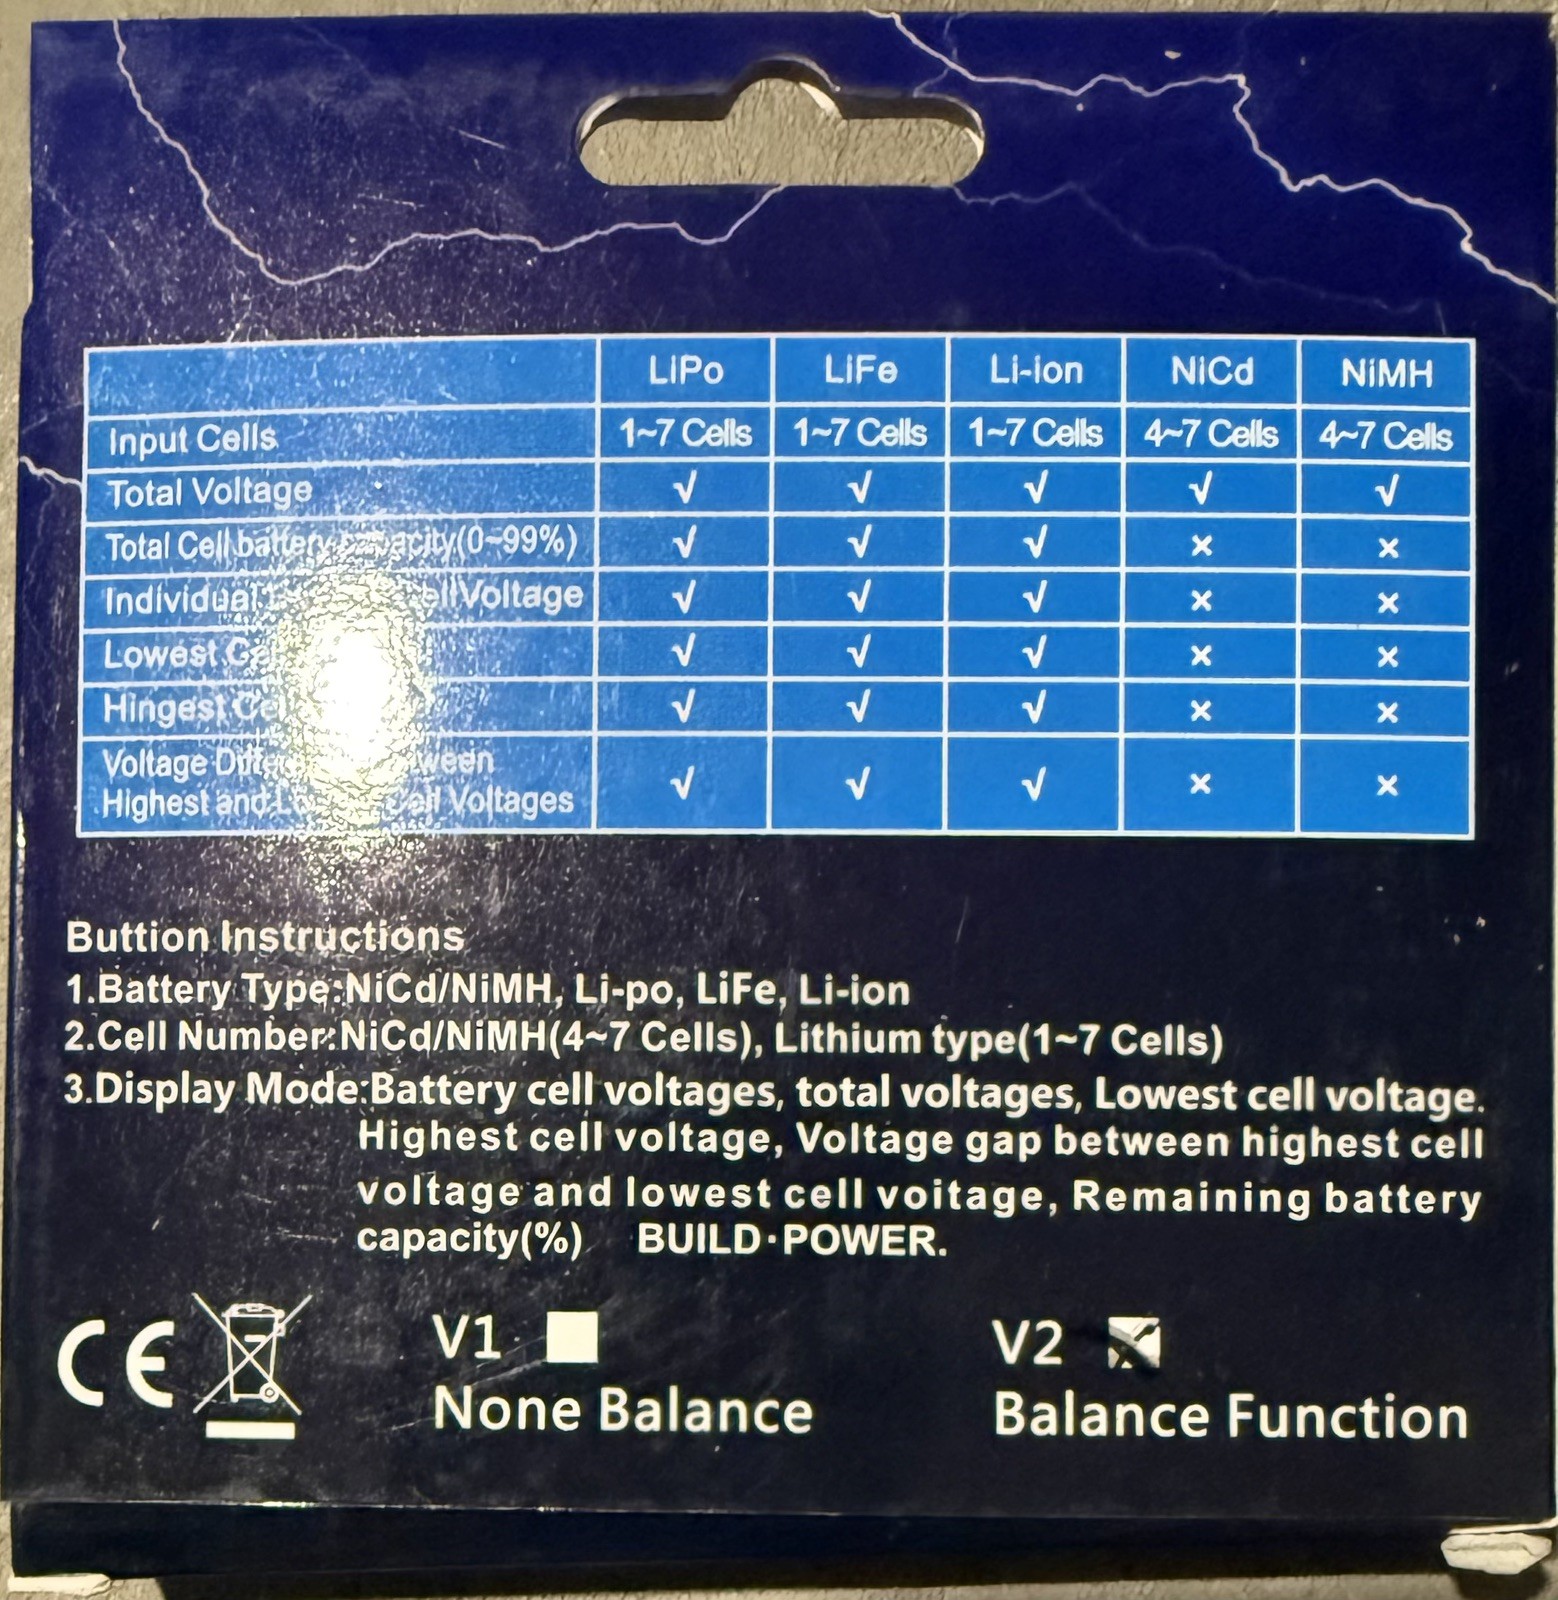 LiPo LiFe Li-ion NiCd NiMH
Input Cells 1~7 Cells 1~7 Cells 1~7 Cells 4~7 Cells 4~7 Cells
Total Voltage √ √ √ √ √
Total Cell battery capacity(0~99%) √ √ √ × ×
Individual Voltage √ √ √ × ×
Lowest √ √ √ × ×
Hingest √ √ √ × ×
Voltage
Highest and Voltages √ √ √ × ×
Buttion Instructions
1.Battery Type:NiCd/NiMH, Li-po, LiFe, Li-ion
2.Cell Number:NiCd/NiMH(4~7 Cells), Lithium type(1~7 Cells)
3.Display Mode:Battery cell voltages, total voltages, Lowest cell voltage.
Highest cell voltage, Voltage gap between highest cell
voltage and lowest cell voitage, Remaining battery
capacity(%) BUILD·POWER.
CE V1 V2
None Balance Balance Function